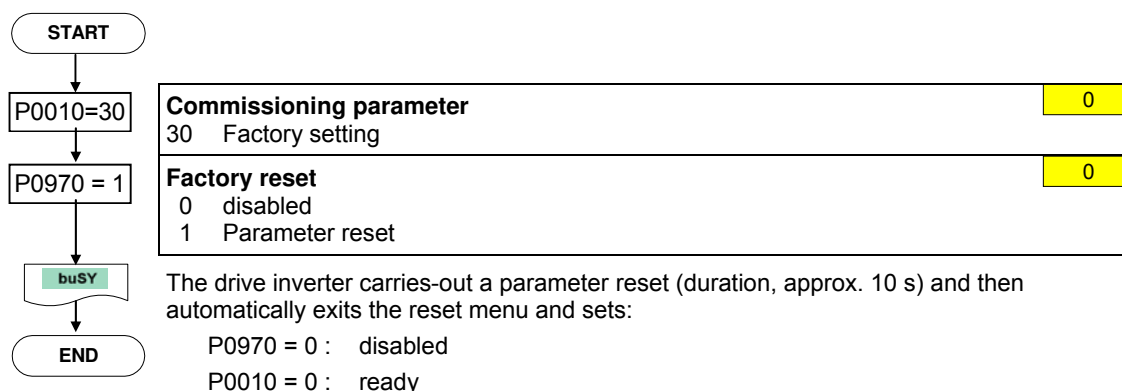 START
P0010=30
Commissioning parameter 0
30 Factory setting
P0970 = 1
Factory reset 0
0 disabled
1 Parameter reset
buSY
The drive inverter carries-out a parameter reset (duration, approx. 10 s) and then
automatically exits the reset menu and sets:
END
P0970 = 0 : disabled
P0010 = 0 : ready